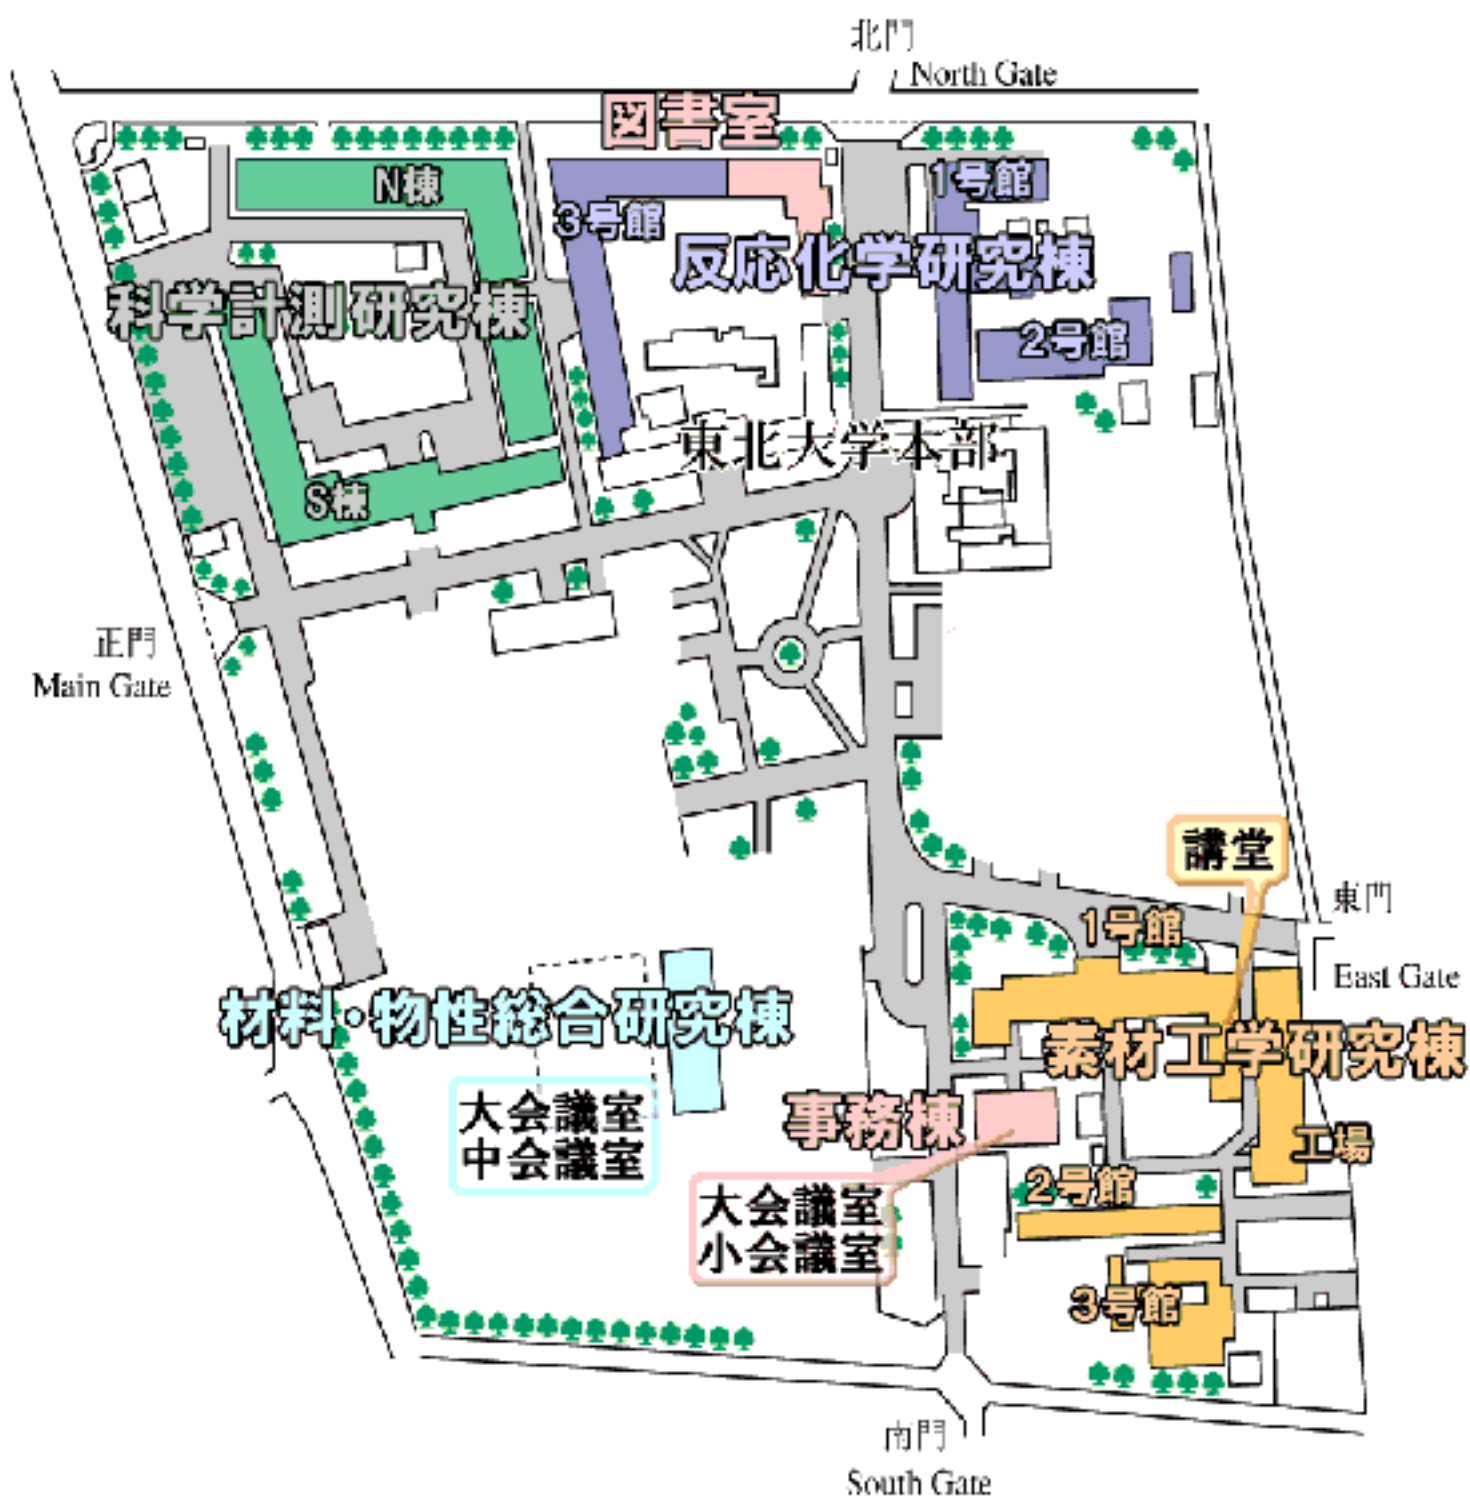 北門
North Gate
図書室
N棟
1号館
3号館
反応化学研究棟
科学計測研究棟
2号館
東北大学本部
S棟
正門
Main Gate
講堂
東門
1号館
East Gate
材料・物性総合研究棟
素材工学研究棟
大会議室
中会議室
事務棟
工場
2号館
大会議室
小会議室
3号館
南門
South Gate